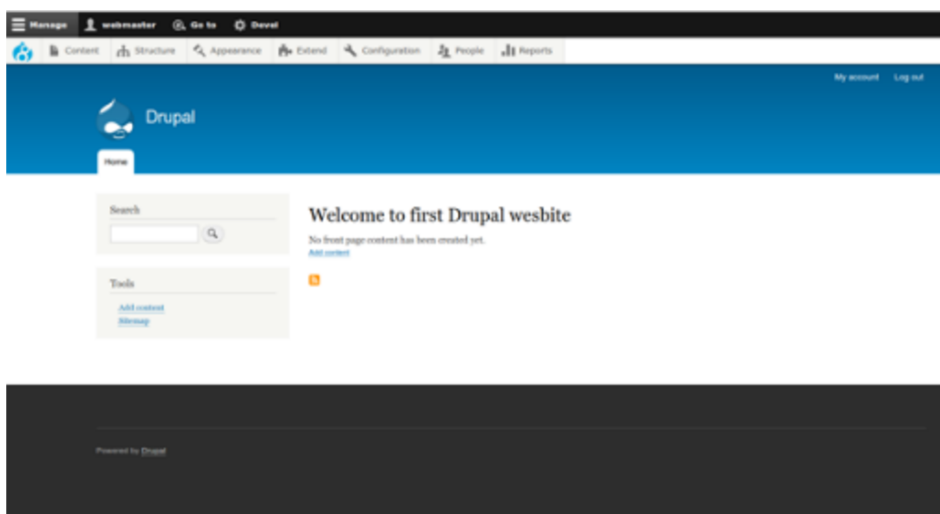 Manage webmaster Go to Devel
Content Structure Appearance Extend Configuration People Reports
My account Log out
Drupal
Home
Search
Welcome to first Drupal wesbite
No front page content has been created yet.
Add content
Tools
Add content
Sitemap
Powered by Drupal